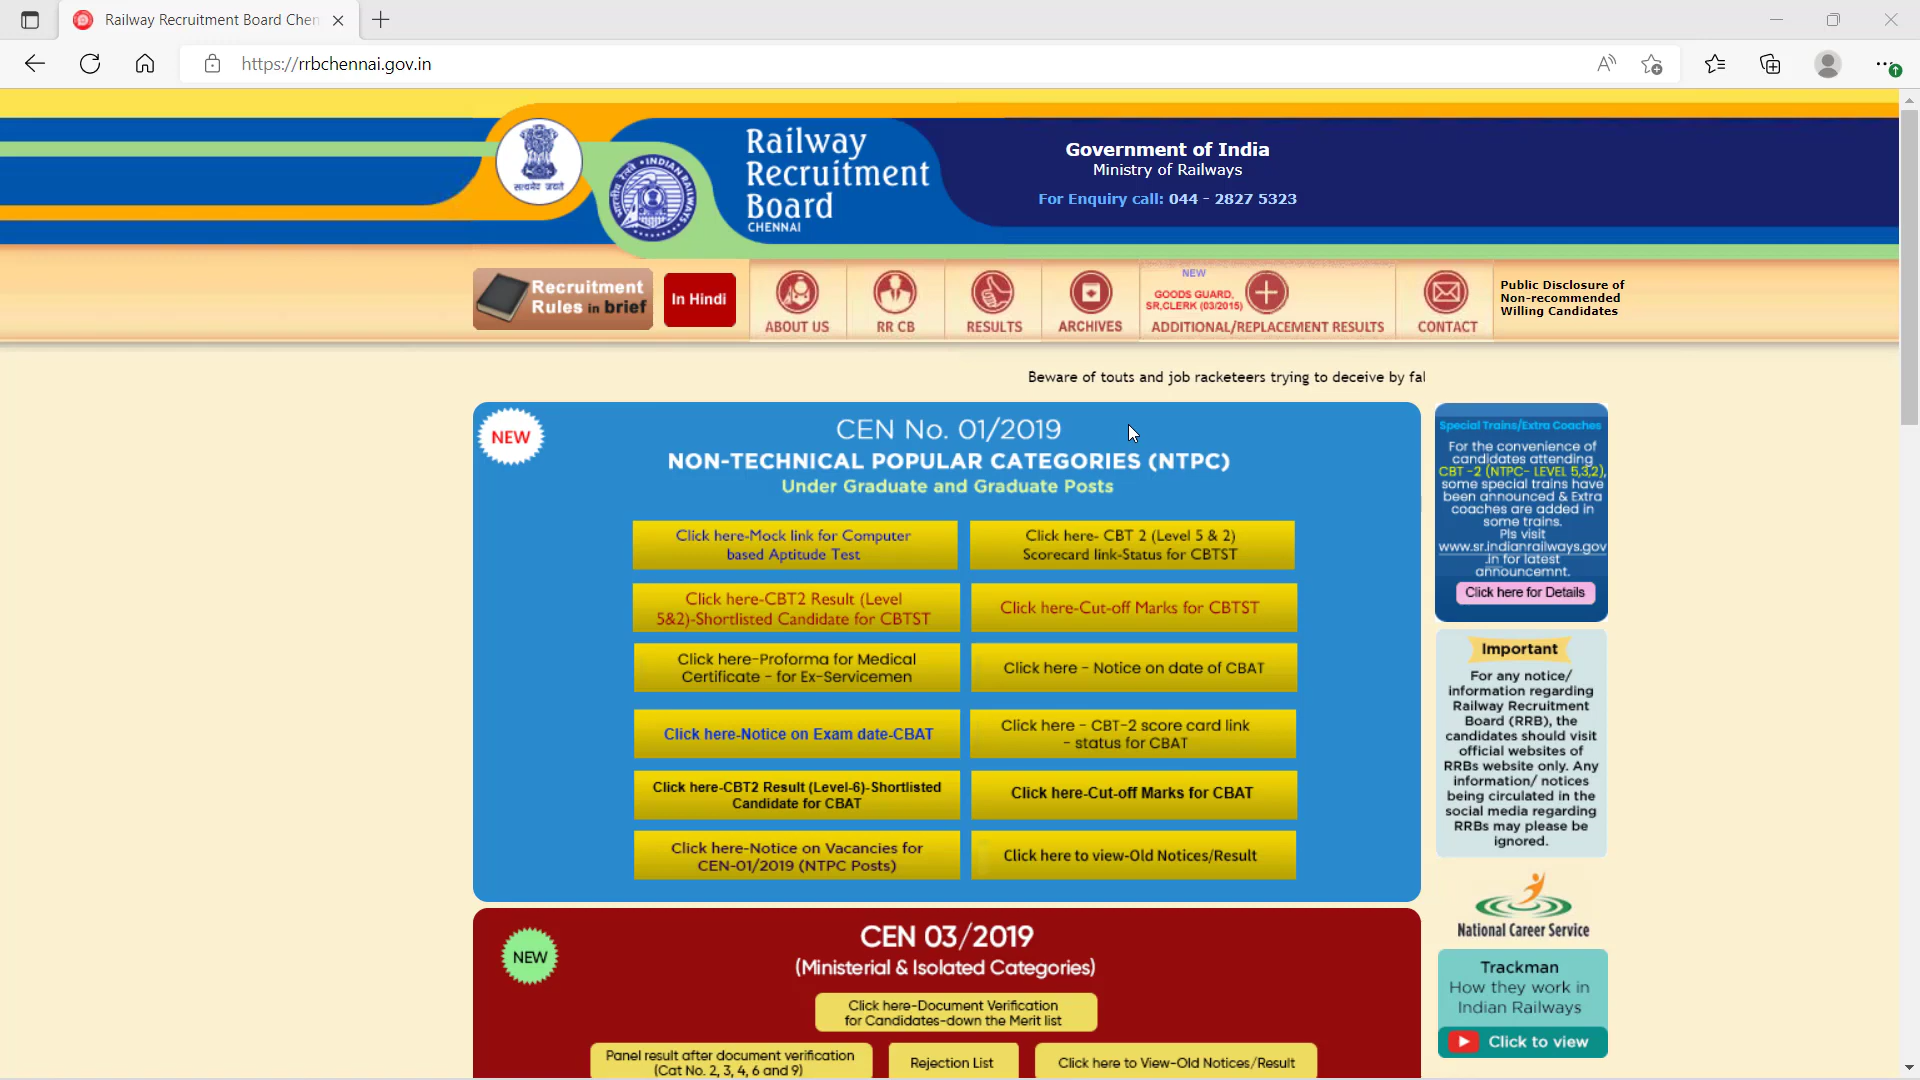 Railway Recruitment Board Chen
https://rrbchennai.gov.in
सत्यमेव जयते
INDIAN RAILWAYS
Railway
Recruitment
Board
CHENNAI
Government of India
Ministry of Railways
For Enquiry call: 044 - 2827 5323
Recruitment
Rules in brief
In Hindi
ABOUT US
RR CB
RESULTS
ARCHIVES
NEW
GOODS GUARD,
SR,CLERK (03/2015)
ADDITIONAL/REPLACEMENT RESULTS
CONTACT
Public Disclosure of
Non-recommended
Willing Candidates
Beware of touts and job racketeers trying to deceive by fal
NEW
CEN No. 01/2019
NON-TECHNICAL POPULAR CATEGORIES (NTPC)
Under Graduate and Graduate Posts
Click here-Mock link for Computer
based Aptitude Test
Click here- CBT 2 (Level 5 & 2)
Scorecard link-Status for CBTST
Click here-CBT2 Result (Level
5&2)-Shortlisted Candidate for CBTST
Click here-Cut-off Marks for CBTST
Click here-Proforma for Medical
Certificate - for Ex-Servicemen
Click here - Notice on date of CBAT
Click here-Notice on Exam date-CBAT
Click here - CBT-2 score card link
- status for CBAT
Click here-CBT2 Result (Level-6)-Shortlisted
Candidate for CBAT
Click here-Cut-off Marks for CBAT
Click here-Notice on Vacancies for
CEN-01/2019 (NTPC Posts)
Click here to view-Old Notices/Result
Special Trains/Extra Coaches
For the convenience of
candidates attending
CBT -2 (NTPC- LEVEL 5,3,2),
some special trains have
been announced & Extra
coaches are added in
some trains.
Pls visit
www.sr.indianrailways.gov
.in for latest
announcemnt.
Click here for Details
Important
For any notice/
information regarding
Railway Recruitment
Board (RRB), the
candidates should visit
official websites of
RRBs website only. Any
information/ notices
being circulated in the
social media regarding
RRBs may please be
ignored.
National Career Service
Trackman
How they work in
Indian Railways
Click to view
NEW
CEN 03/2019
(Ministerial & Isolated Categories)
Click here-Document Verification
for Candidates-down the Merit list
Panel result after document verification
(Cat No. 2, 3, 4, 6 and 9)
Rejection List
Click here to View-Old Notices/Result